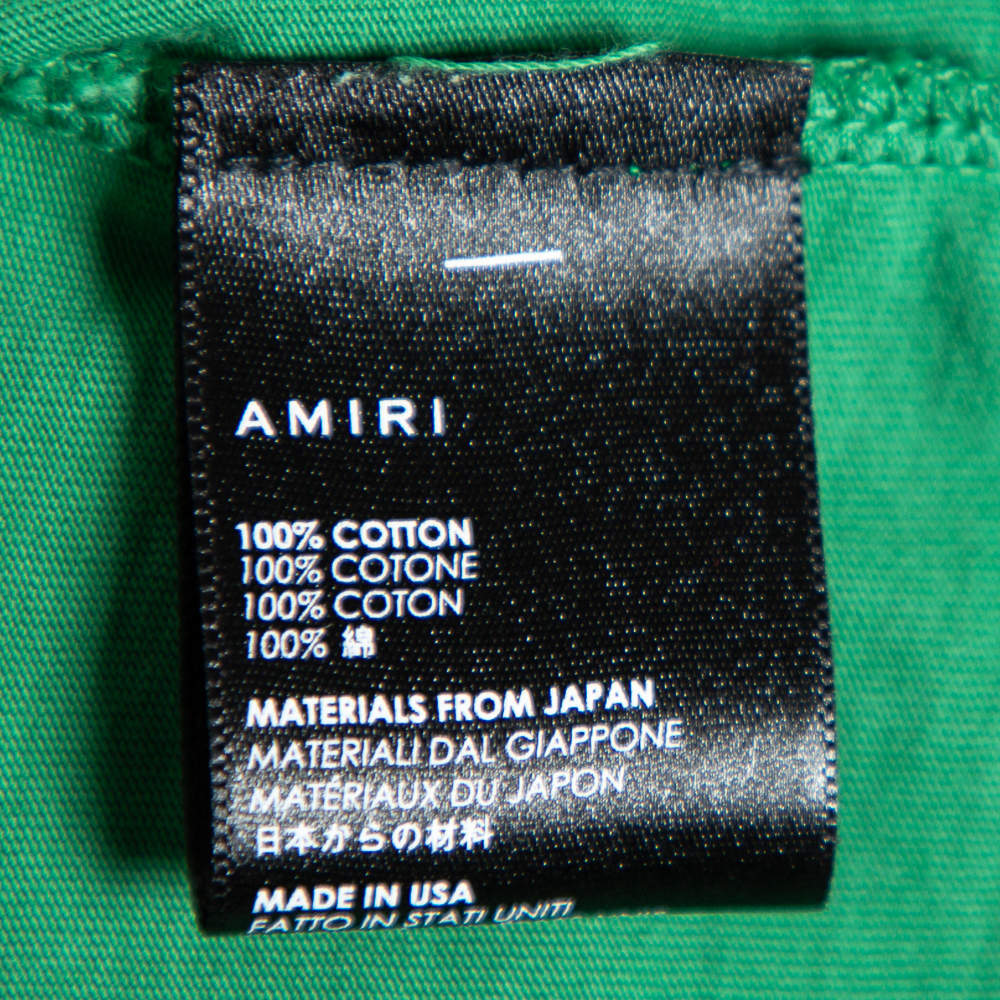 AMIRI
100% COTTON
100% COTONE
100% COTON
100% 綿
MATERIALS FROM JAPAN
MATERIALI DAL GIAPPONE
MATÉRIAUX DU JAPON
日本からの材料
MADE IN USA
FATTO IN STATI UNITI